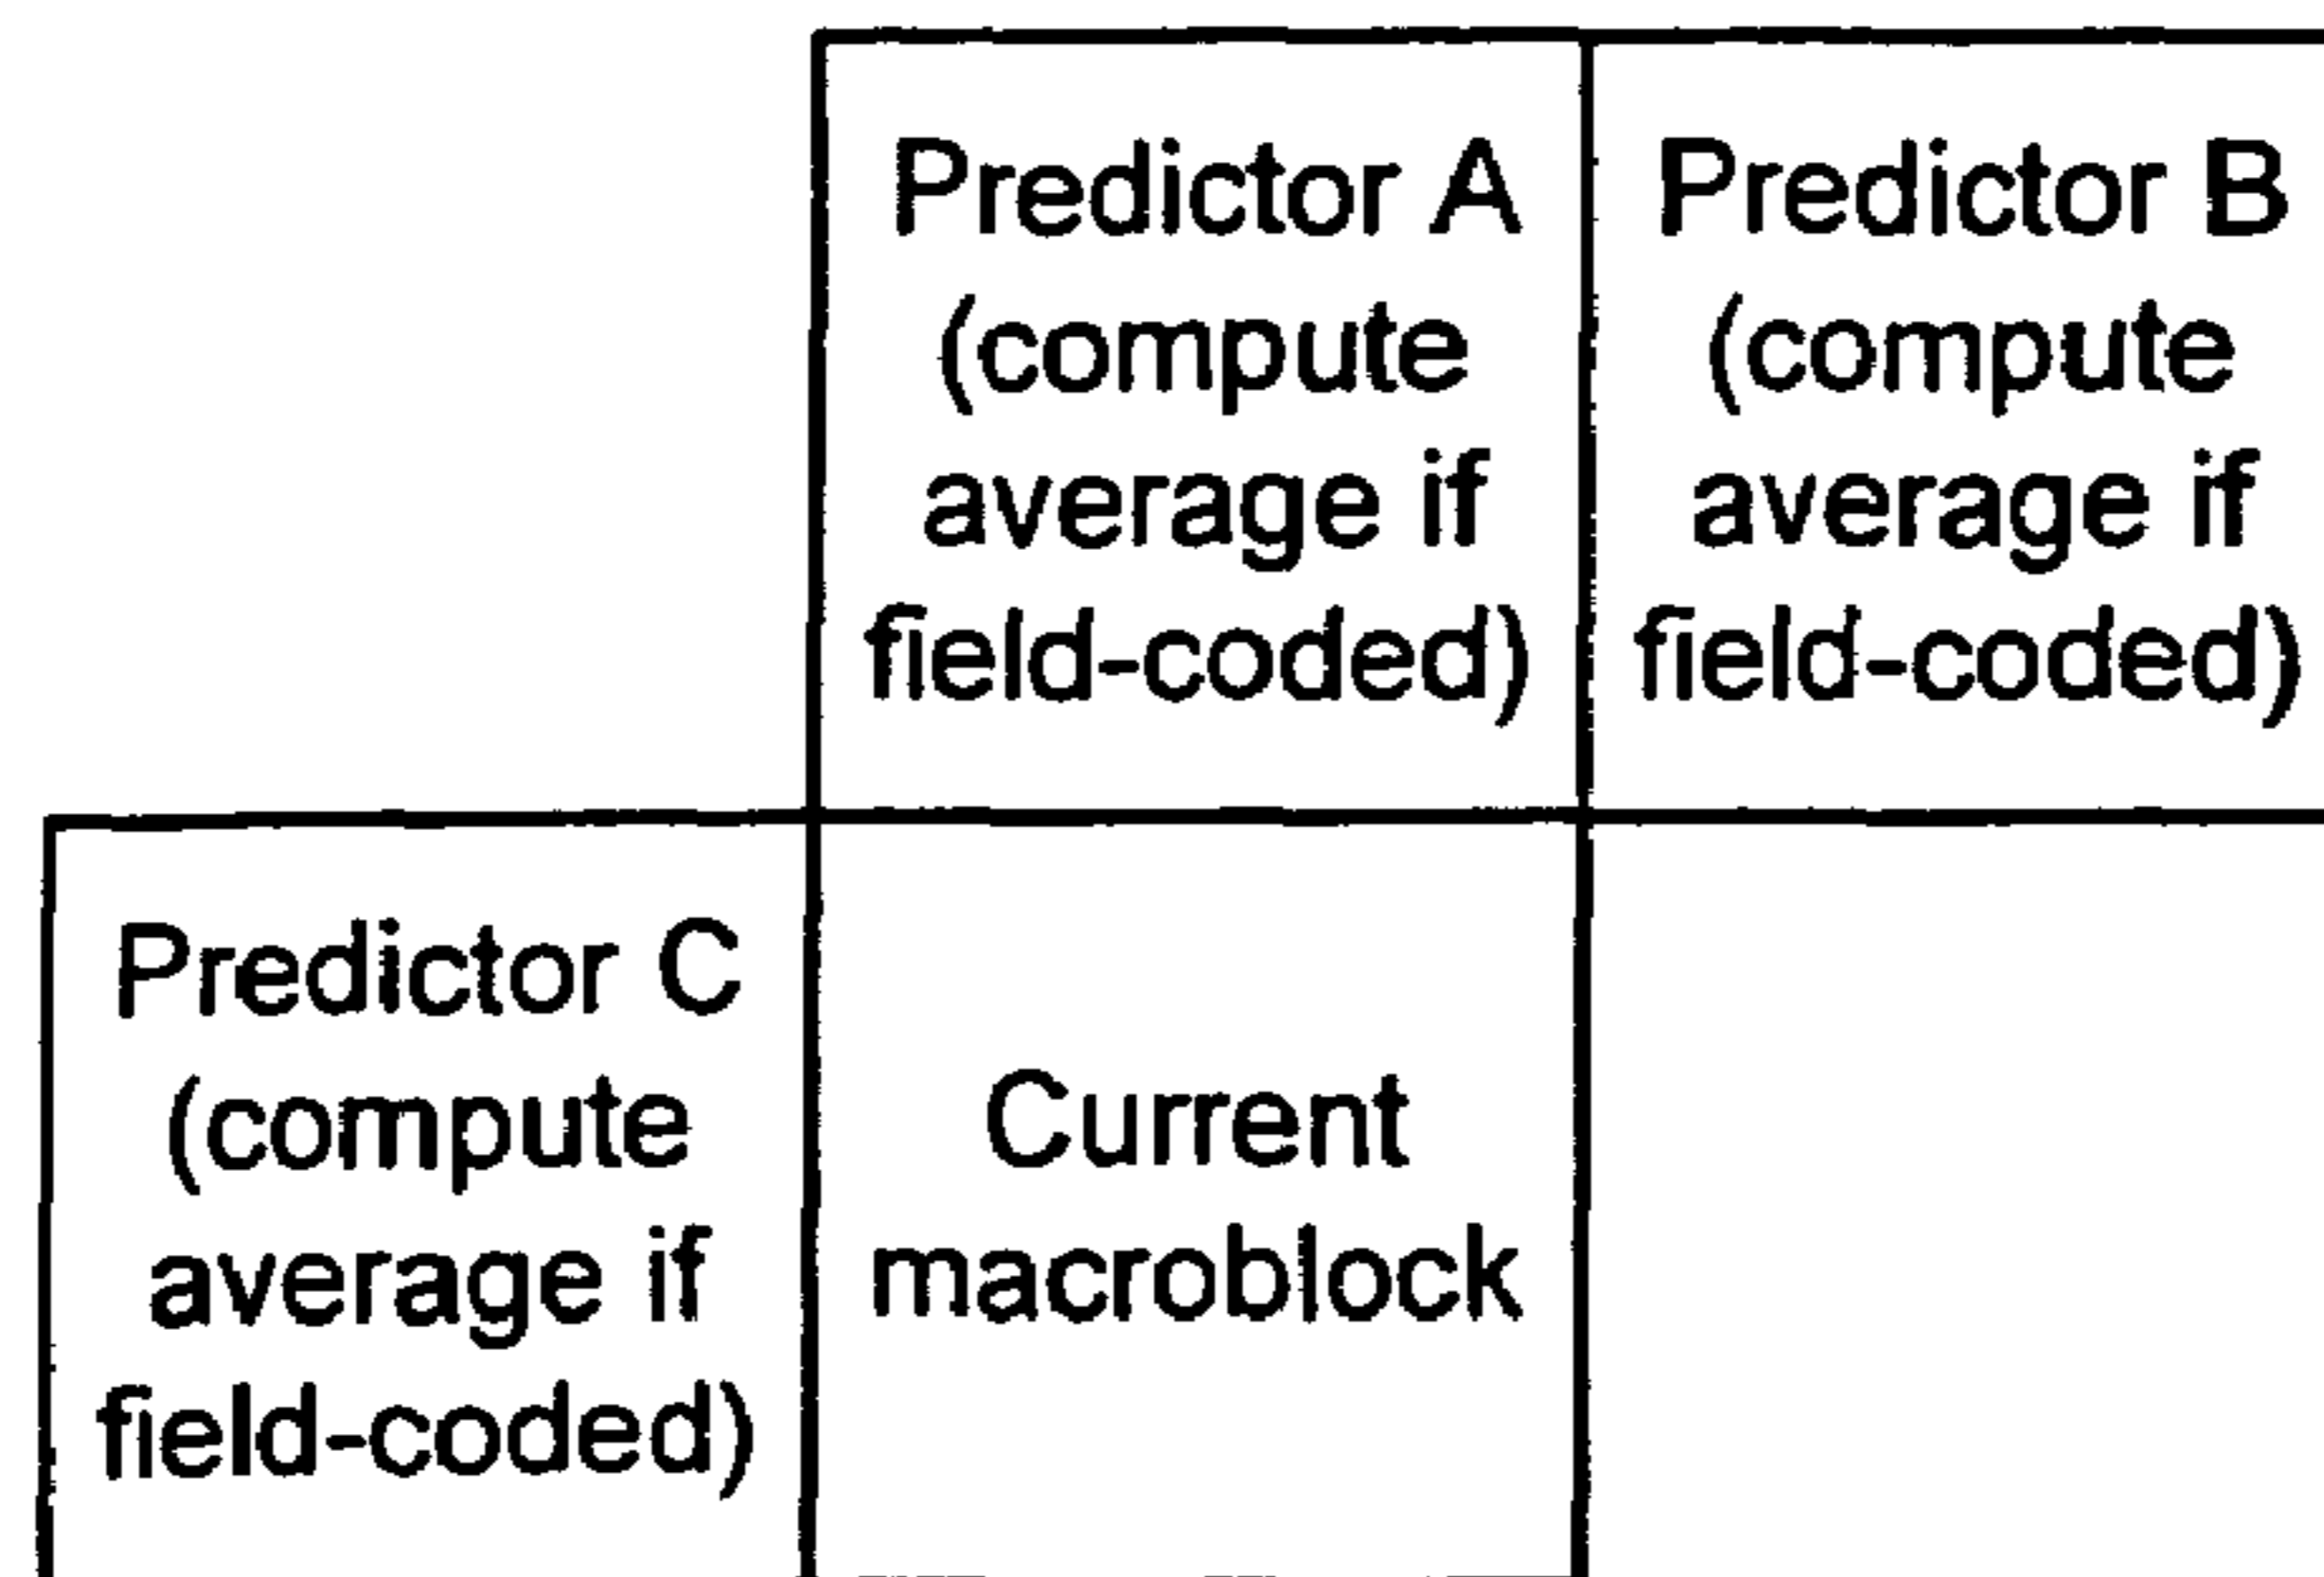 Predictor A
(compute
average if
field-coded)
Predictor B
(compute
average if
field-coded)
Predictor C
(compute
average if
field-coded)
Current
macroblock